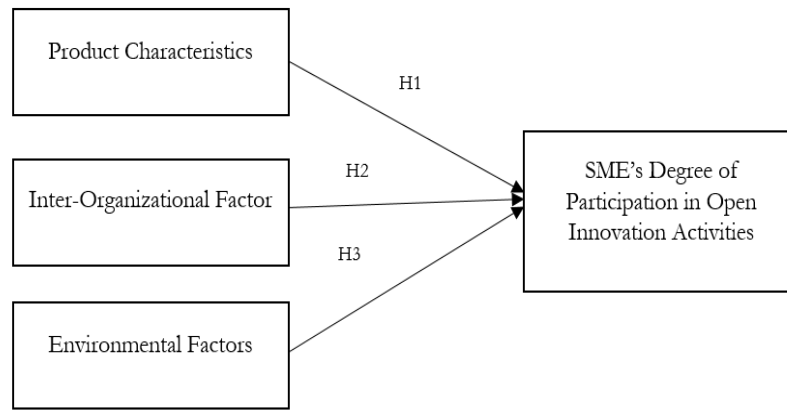 Product Characteristics
H1
Inter-Organizational Factor
H2
SME's Degree of
Participation in Open
Innovation Activities
H3
Environmental Factors